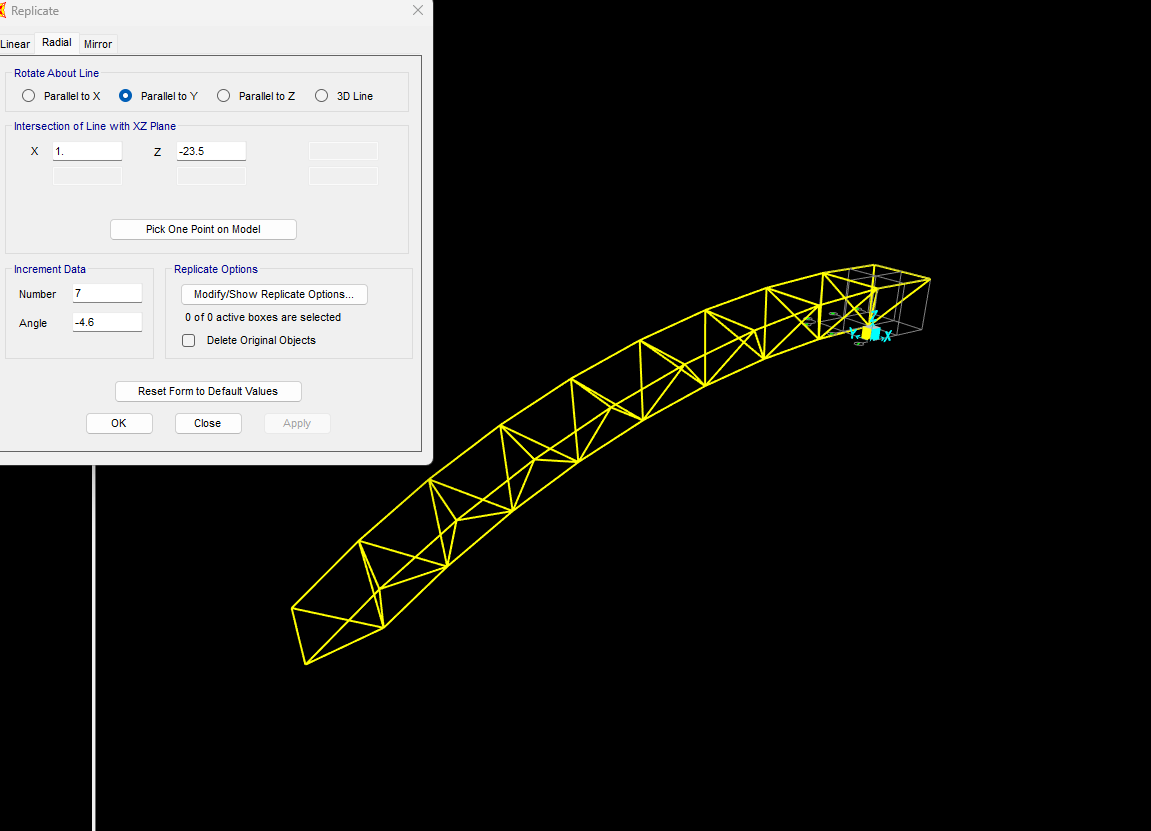 Replicate
Linear Radial Mirror
Rotate About Line
Parallel to X Parallel to Y Parallel to Z 3D Line
Intersection of Line with XZ Plane
X 1. Z -23.5
Pick One Point on Model
Increment Data Replicate Options
Number 7 Modify/Show Replicate Options...
0 of 0 active boxes are selected
Angle -4.6
Delete Original Objects
Reset Form to Default Values
OK Close Apply
Y X